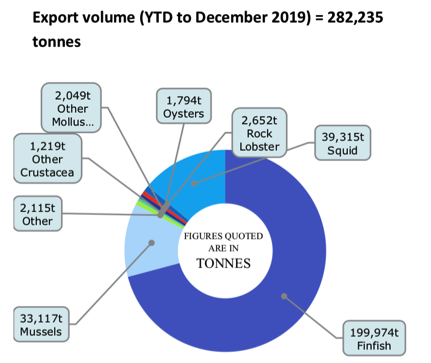 Export volume (YTD to December 2019) = 282,235
tonnes
2,049t
Other
Mollus...
1,794t
Oysters
2,652t
Rock
Lobster
39,315t
Squid
1,219t
Other
Crustacea
2,115t
Other
FIGURES QUOTED
ARE IN
TONNES
33,117t
Mussels
199,974t
Finfish